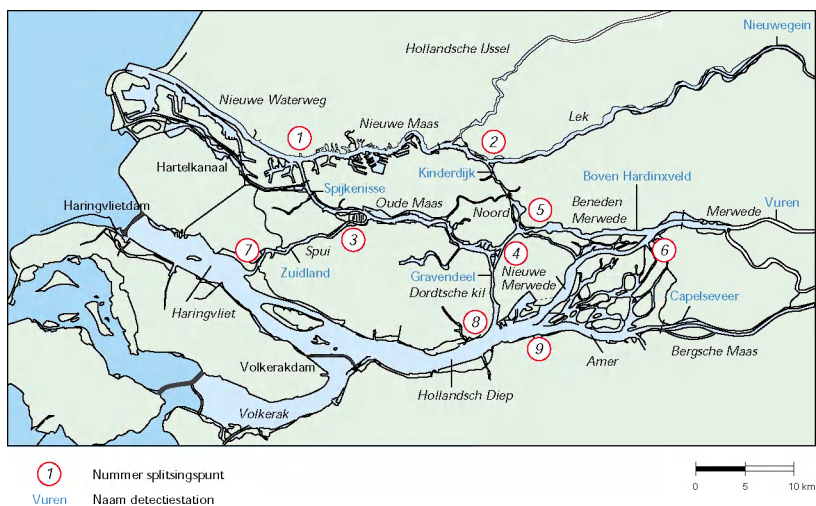 Nieuwegein
Hollandsche IJssel
Nieuwe Waterweg
Lek
Nieuwe Maas
1
2
Hartelkanaal
Kinderdijk
Boven Hardinxveld
Spijkenisse
Haringvlietdam
Oude Maas
Noord
5
Beneden
Merwede
Merwede
Vuren
3
7
Spui
4
6
Zuidland
Gravendeel
Nieuwe
Merwede
Dordtsche kil
Capelseveer
Haringvliet
8
9
Amer
Bergsche Maas
Volkerakdam
Hollandsch Diep
Volkerak
1 Nummer splitsingspunt
Vuren Naam detectiestation
0 5 10 km